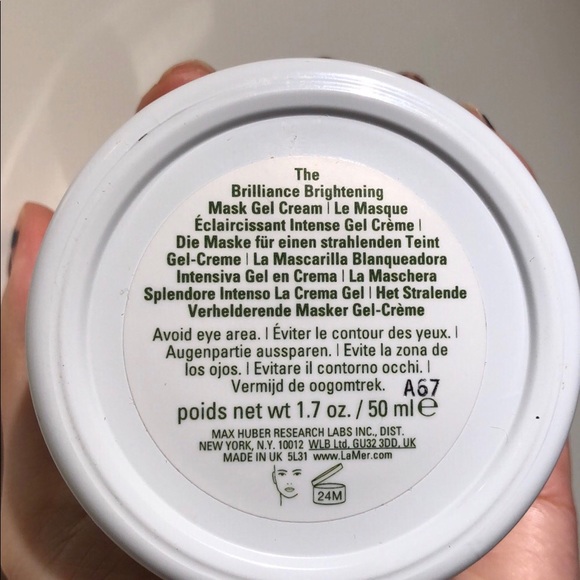 The
Brilliance Brightening
Mask Gel Cream | Le Masque
Éclaircissant Intense Gel Crème |
Die Maske für einen strahlenden Teint
Gel-Creme | La Mascarilla Blanqueadora
Intensiva Gel en Crema | La Maschera
Splendore Intenso La Crema Gel | Het Stralende
Verhelderende Masker Gel-Crème
Avoid eye area. | Éviter le contour des yeux. |
Augenpartie aussparen. | Evite la zona de
los ojos. | Evitare il contorno occhi. |
Vermijd de oogomtrek.
A67
poids net wt 1.7 oz. / 50 ml ℮
MAX HUBER RESEARCH LABS INC., DIST.
NEW YORK, N.Y. 10012 WLB Ltd, GU32 3DD, UK
MADE IN UK 5L31 www.LaMer.com
24M